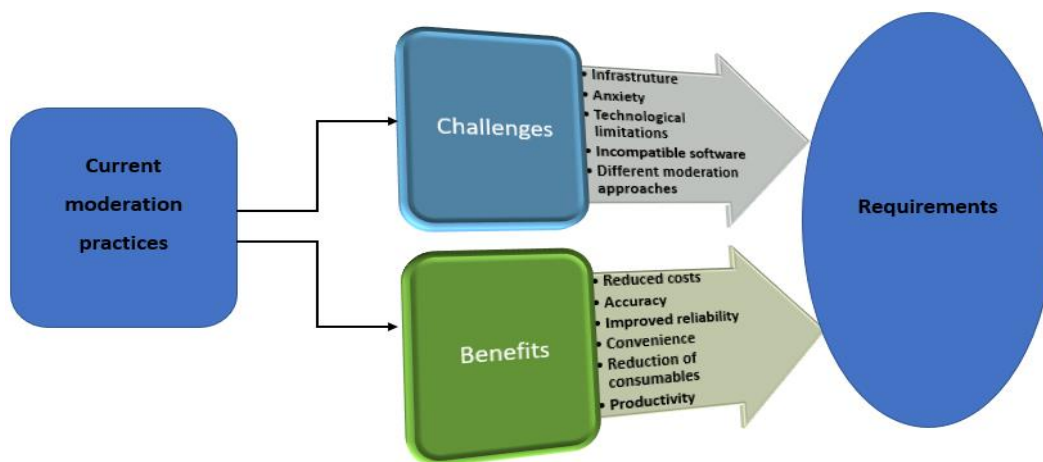 Current
moderation
practices
Challenges
• Infrastruture
• Anxiety
• Technological
limitations
• Incompatible software
• Different moderation
approaches
Benefits
• Reduced costs
• Accuracy
• Improved reliability
• Convenience
• Reduction of
consumables
• Productivity
Requirements